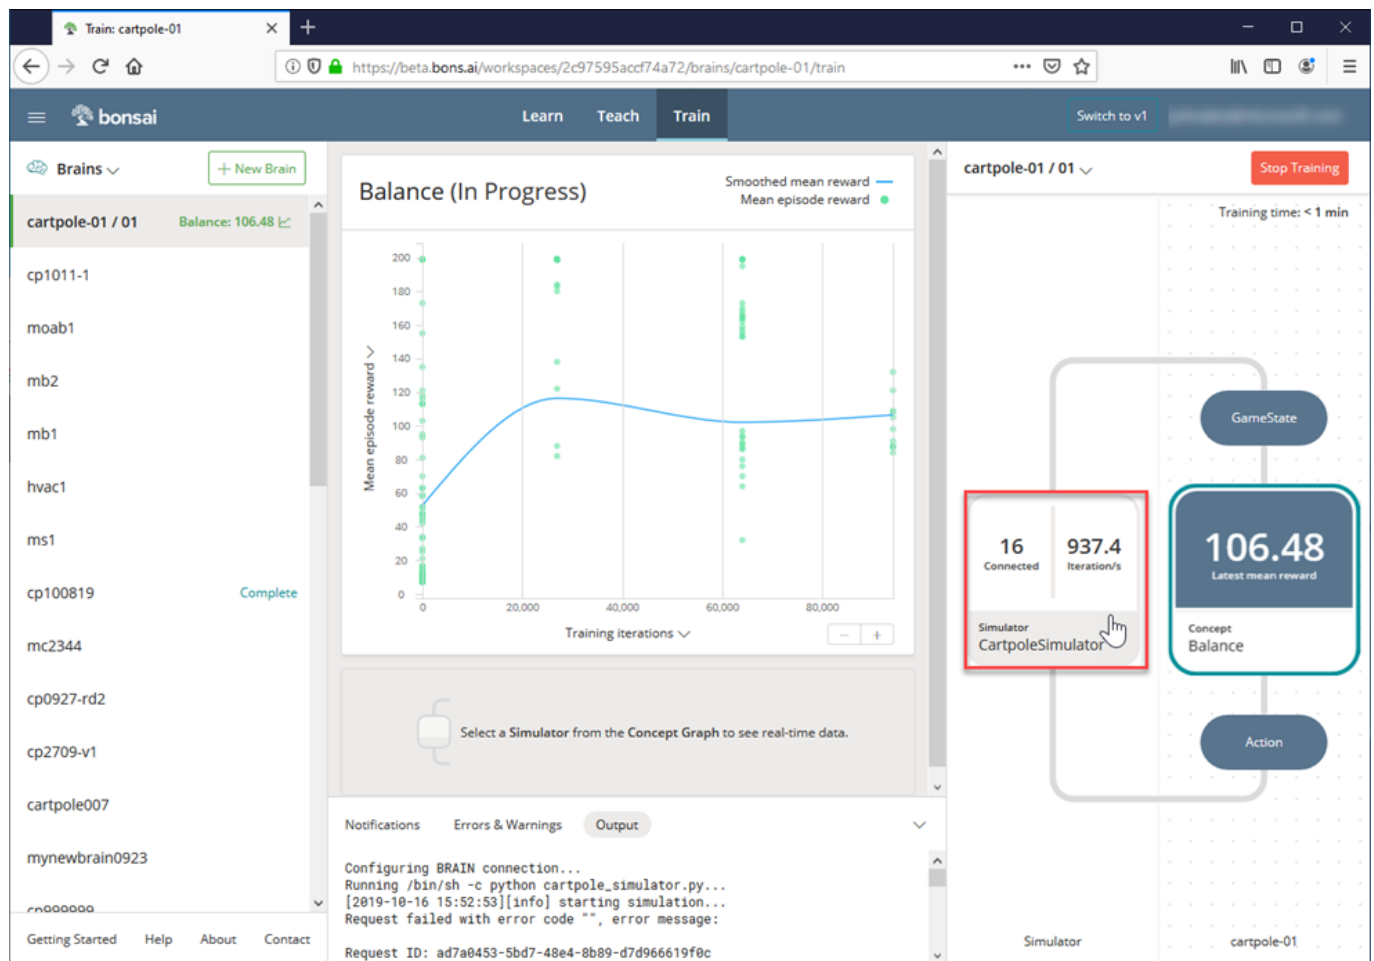 Train: cartpole-01
https://beta.bons.ai/workspaces/2c97595accf74a72/brains/cartpole-01/train
bonsai
Learn
Teach
Train
Switch to v1
Brains
+ New Brain
cartpole-01 / 01
Balance: 106.48
cp1011-1
moab1
mb2
mb1
hvac1
ms1
cp100819
Complete
mc2344
cp0927-rd2
cp2709-v1
cartpole007
mynewbrain0923
cp999999
Getting Started
Help
About
Contact
Balance (In Progress)
Smoothed mean reward
Mean episode reward
Mean episode reward
200
180
160
140
120
100
80
60
40
20
0
0
20,000
40,000
60,000
80,000
Training iterations
Select a Simulator from the Concept Graph to see real-time data.
Notifications
Errors & Warnings
Output
Configuring BRAIN connection...
Running /bin/sh -c python cartpole_simulator.py...
[2019-10-16 15:52:53][info] starting simulation...
Request failed with error code "", error message:
Request ID: ad7a0453-5bd7-48e4-8b89-d7d966619f0c
cartpole-01 / 01
Stop Training
Training time: < 1 min
GameState
16
Connected
937.4
Iteration/s
Simulator
CartpoleSimulator
106.48
Latest mean reward
Concept
Balance
Action
Simulator
cartpole-01